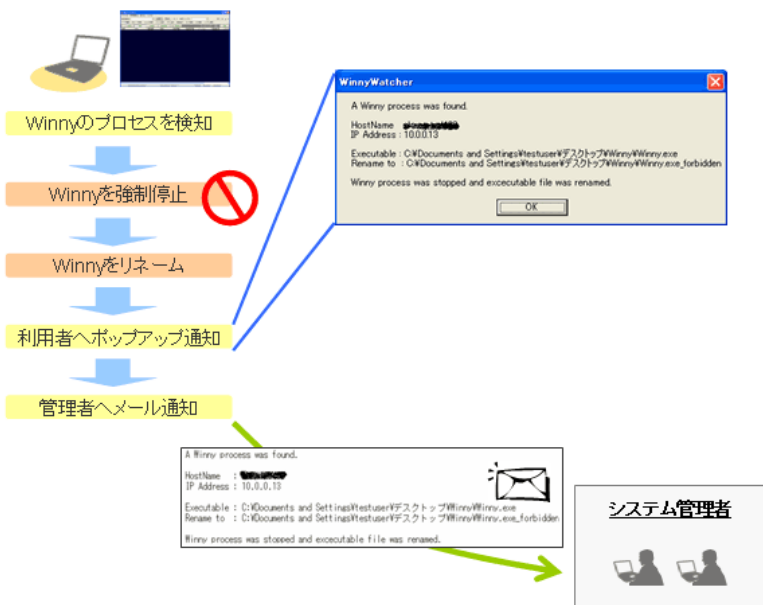 Winnyのプロセスを検知
Winnyを強制停止
Winnyをリネーム
利用者へポップアップ通知
管理者へメール通知
WinnyWatcher
A Winny process was found.
HostName
IP Address : 10.0.0.13
Executable : C:¥Documents and Settings¥testuser¥デスクトップ¥Winny¥Winny.exe
Rename to : C:¥Documents and Settings¥testuser¥デスクトップ¥Winny¥Winny.exe_forbidden
Winny process was stopped and excecutable file was renamed.
OK
A Winny process was found.
HostName :
IP Address : 10.0.0.13
Executable : C:¥Documents and Settings¥testuser¥デスクトップ¥Winny¥Winny.exe
Rename to : C:¥Documents and Settings¥testuser¥デスクトップ¥Winny¥Winny.exe_forbidden
Winny process was stopped and excecutable file was renamed.
システム管理者